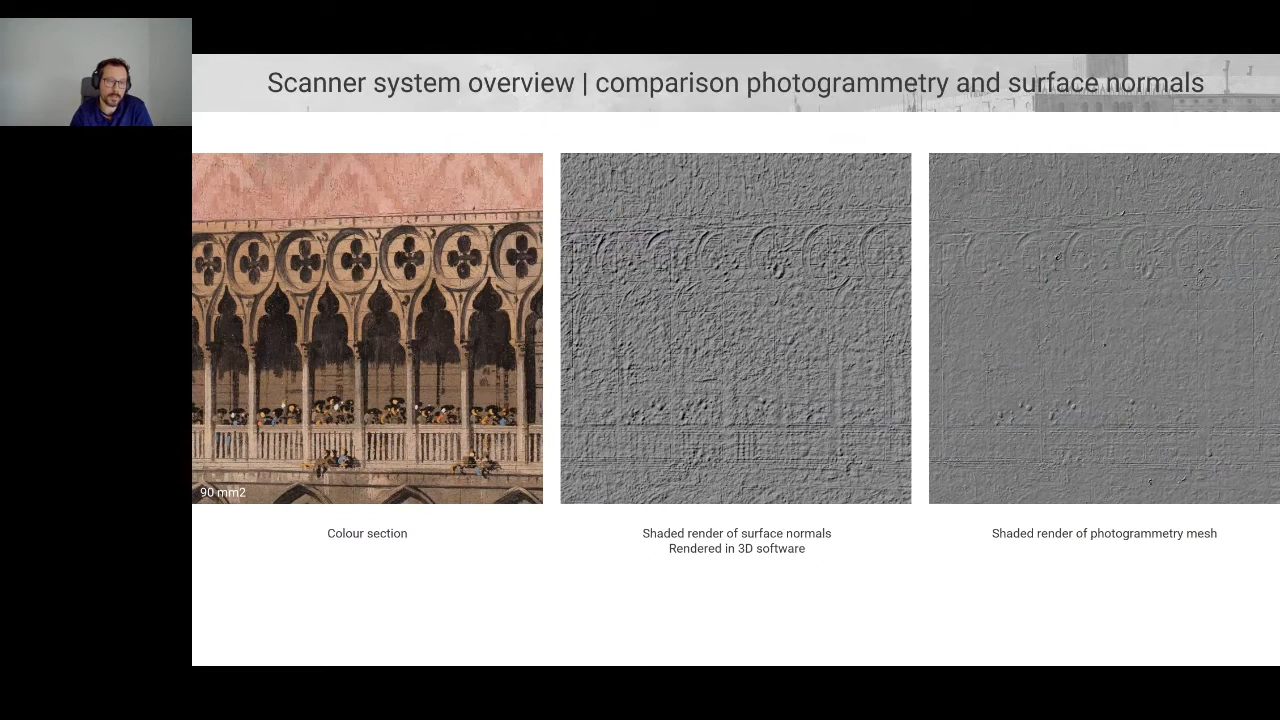 Scanner system overview | comparison photogrammetry and surface normals
90 mm2
Colour section
Shaded render of surface normals
Rendered in 3D software
Shaded render of photogrammetry mesh